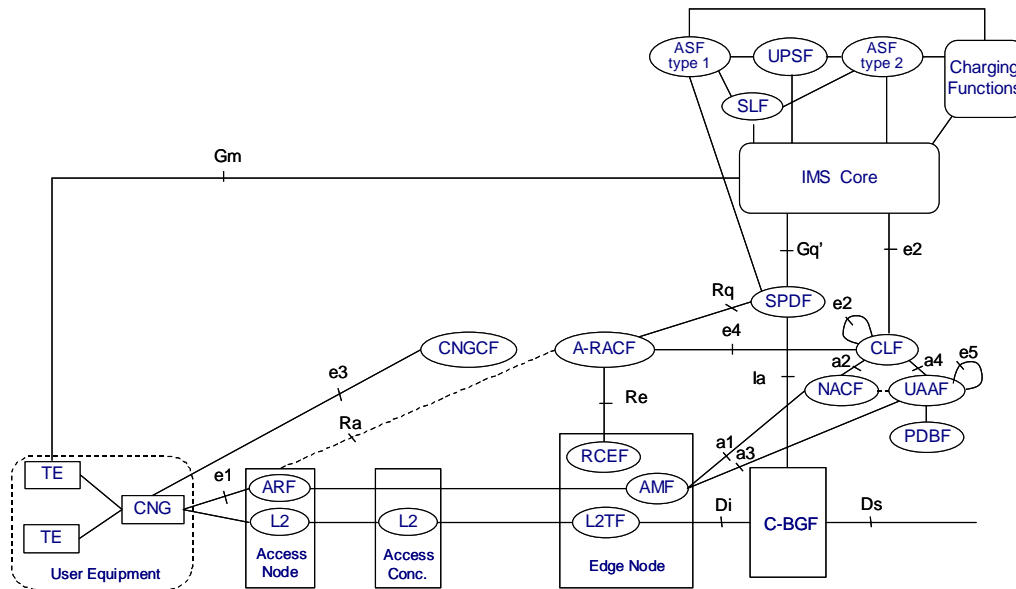 ASF
type 1
UPSF
ASF
type 2
Charging
Functions
SLF
Gm
IMS Core
Gq'
e2
Rq
SPDF
e2
CNGCF
A-RACF
e4
CLF
e3
a2
a4
e5
Ia
NACF
UAAF
Re
Ra
PDBF
a1
RCEF
a3
TE
e1
ARF
AMF
CNG
Di
Ds
L2
L2
L2TF
C-BGF
TE
Access
Node
Access
Conc.
Edge Node
User Equipment